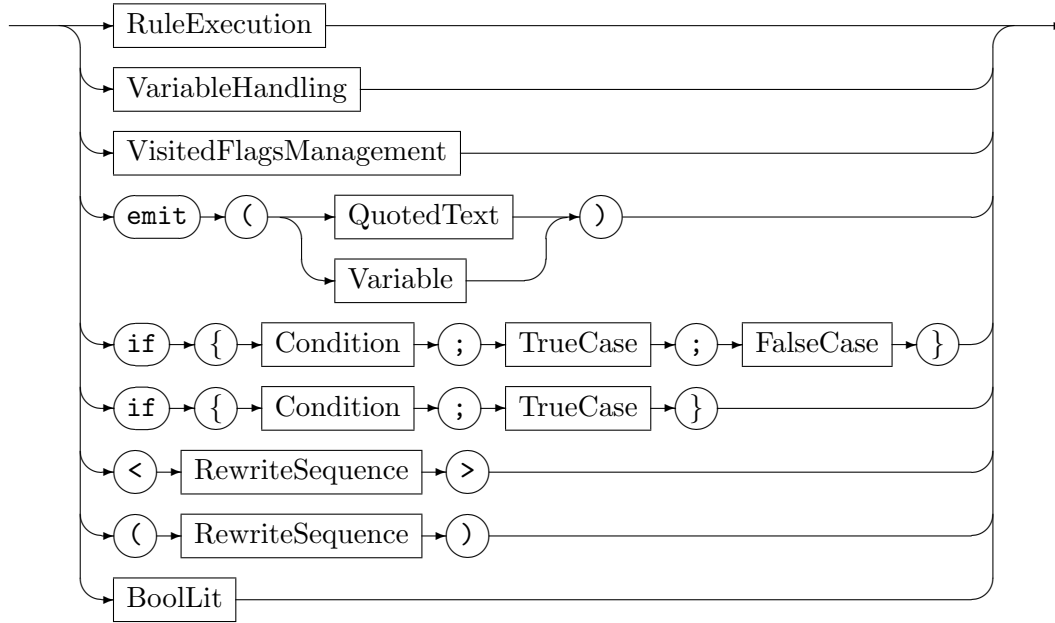 RuleExecution
VariableHandling
VisitedFlagsManagement
emit ( QuotedText )
Variable
if { Condition ; TrueCase ; FalseCase }
if { Condition ; TrueCase }
< RewriteSequence >
( RewriteSequence )
BoolLit